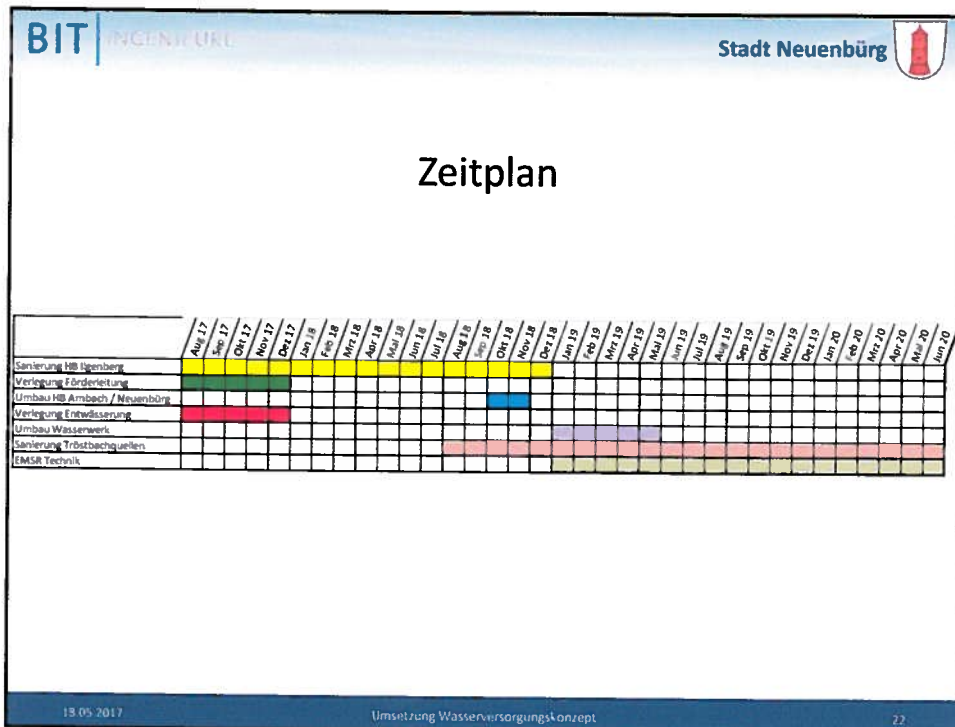 BIT INGENIEURE
Stadt Neuenbürg
Zeitplan
Aug 17 Sep 17 Okt 17 Nov 17 Dez 17 Jan 18 Feb 18 Mrz 18 Apr 18 Mai 18 Jun 18 Jul 18 Aug 18 Sep 18 Okt 18 Nov 18 Dez 18 Jan 19 Feb 19 Mrz 19 Apr 19 Mai 19 Jun 19 Jul 19 Aug 19 Sep 19 Okt 19 Nov 19 Dez 19 Jan 20 Feb 20 Mrz 20 Apr 20 Mai 20 Jun 20
Sanierung HB Ilgenberg
Verlegung Förderleitung
Umbau HB Arnbach / Neuenbürg
Verlegung Entwässerung
Umbau Wasserwerk
Sanierung Tröstbachquellen
EMSR Technik
13.05.2017
Umsetzung Wasserversorgungskonzept
22